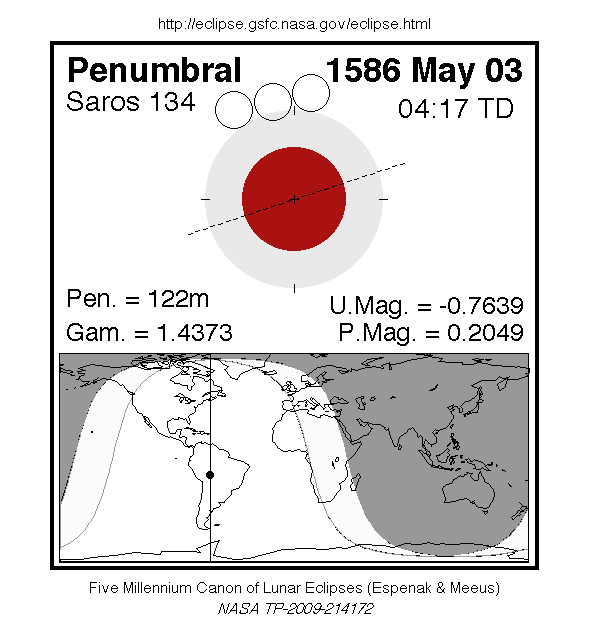 http://eclipse.gsfc.nasa.gov/eclipse.html
Penumbral 1586 May 03
Saros 134 04:17 TD
Pen. = 122m U.Mag. = -0.7639
Gam. = 1.4373 P.Mag. = 0.2049
Five Millennium Canon of Lunar Eclipses (Espenak & Meeus)
NASA TP-2009-214172